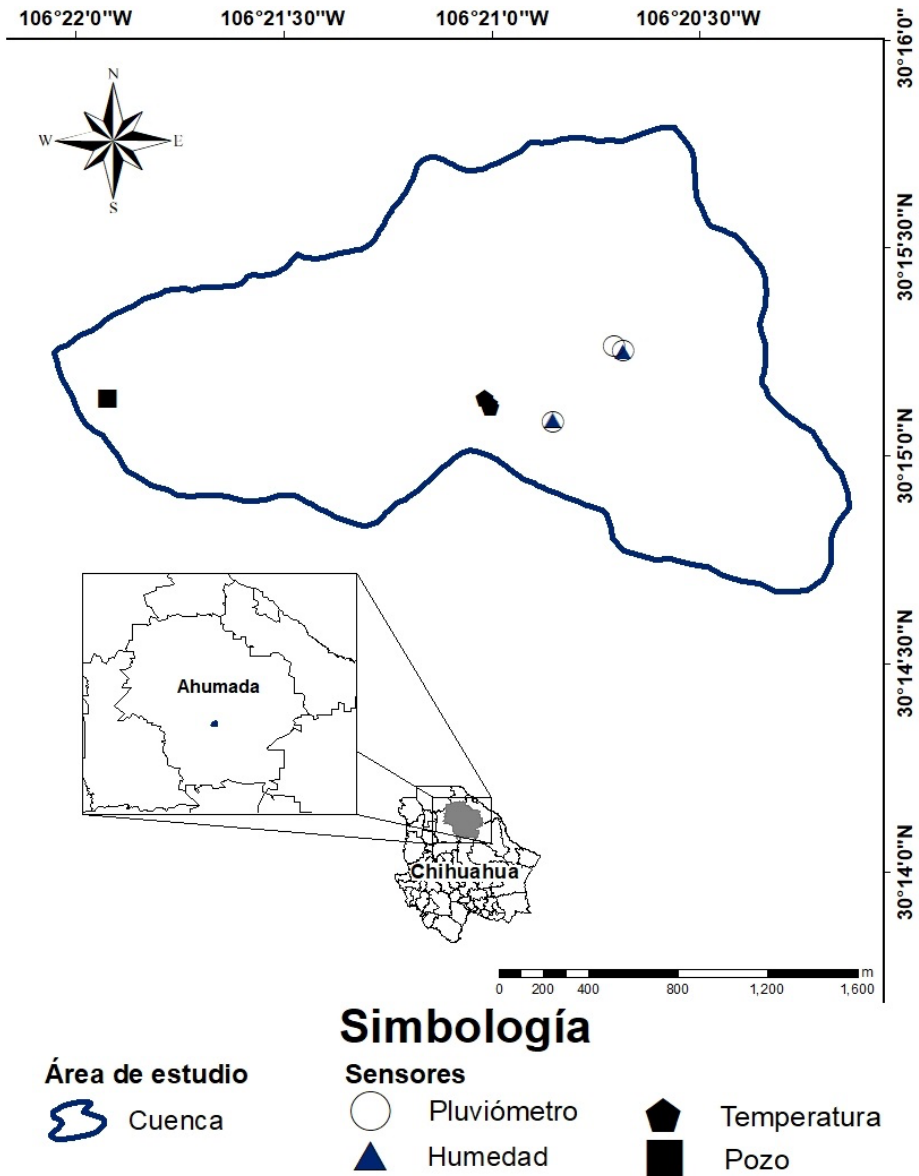 106°22'0"W 106°21'30"W 106°21'0"W 106°20'30"W
30°16'0"
N
W E
S
30°15'30"N
30°15'0"N
30°14'30"N
30°14'0"N
Ahumada
Chihuahua
m
0 200 400 800 1,200 1,600
Simbología
Área de estudio
Cuenca
Sensores
Pluviómetro
Humedad
Temperatura
Pozo